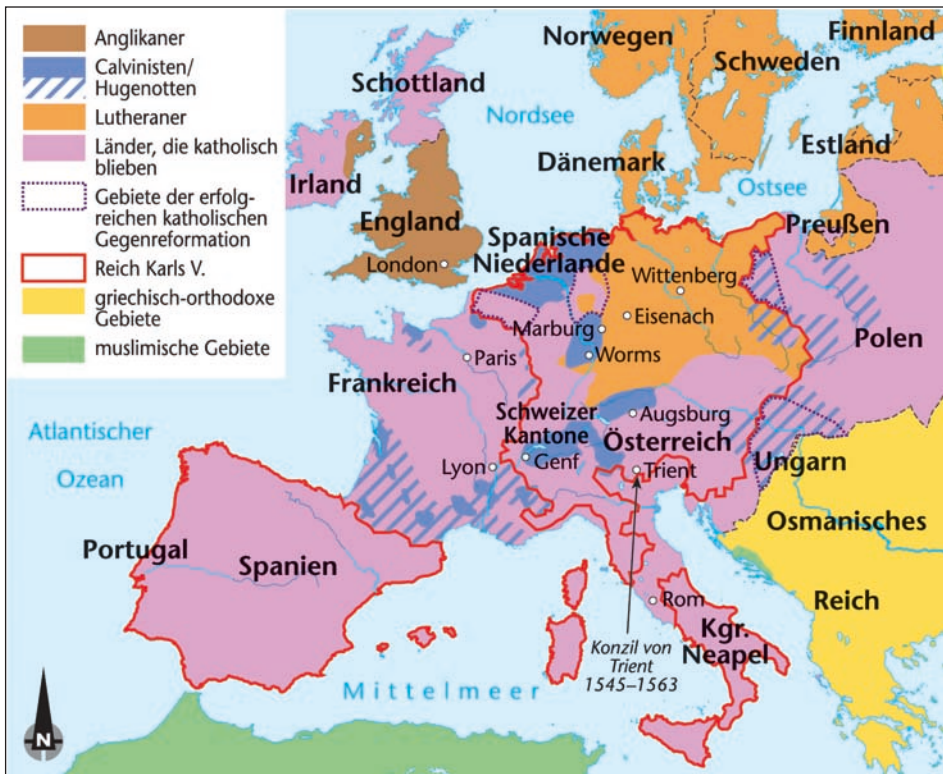 Anglikaner
Calvinisten/
Hugenotten
Lutheraner
Länder, die katholisch
blieben
Gebiete der erfolg-
reichen katholischen
Gegenreformation
Reich Karls V.
griechisch-orthodoxe
Gebiete
muslimische Gebiete
Norwegen
Finnland
Schweden
Schottland
Nordsee
Estland
Dänemark
Ostsee
Irland
England
Preußen
Spanische
Niederlande
London
Wittenberg
Eisenach
Marburg
Polen
Paris
Worms
Frankreich
Schweizer
Kantone
Augsburg
Österreich
Atlantischer
Ozean
Lyon
Genf
Trient
Ungarn
Osmanisches
Reich
Portugal
Spanien
Rom
Kgr.
Neapel
Konzil von
Trient
1545–1563
Mittelmeer
N